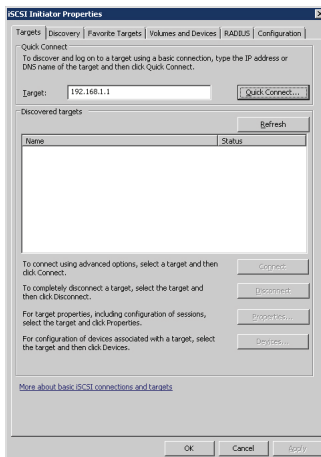 iSCSI Initiator Properties
Targets Discovery Favorite Targets Volumes and Devices RADIUS Configuration
Quick Connect
To discover and log on to a target using a basic connection, type the IP address or
DNS name of the target and then click Quick Connect.
Target: 192.168.1.1 Quick Connect...
Discovered targets
Refresh
Name Status
To connect using advanced options, select a target and then
click Connect.
Connect
To completely disconnect a target, select the target and
then click Disconnect.
Disconnect
For target properties, including configuration of sessions,
select the target and click Properties.
Properties...
For configuration of devices associated with a target, select
the target and then click Devices.
Devices...
More about basic iSCSI connections and targets
OK Cancel Apply